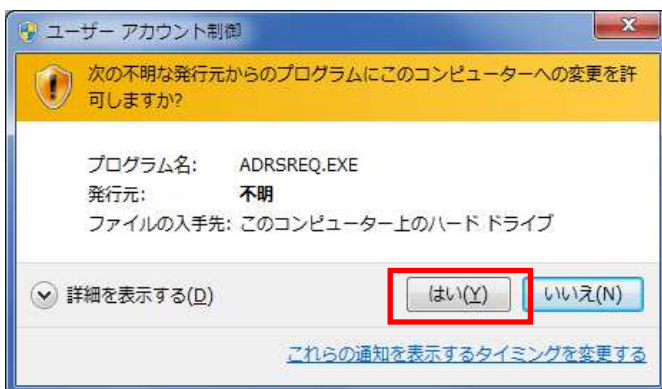 ユーザー アカウント制御
次の不明な発行元からのプログラムにこのコンピューターへの変更を許
可しますか?
プログラム名: ADRSREQ.EXE
発行元: 不明
ファイルの入手先: このコンピューター上のハード ドライブ
詳細を表示する(D) はい(Y) いいえ(N)
これらの通知を表示するタイミングを変更する